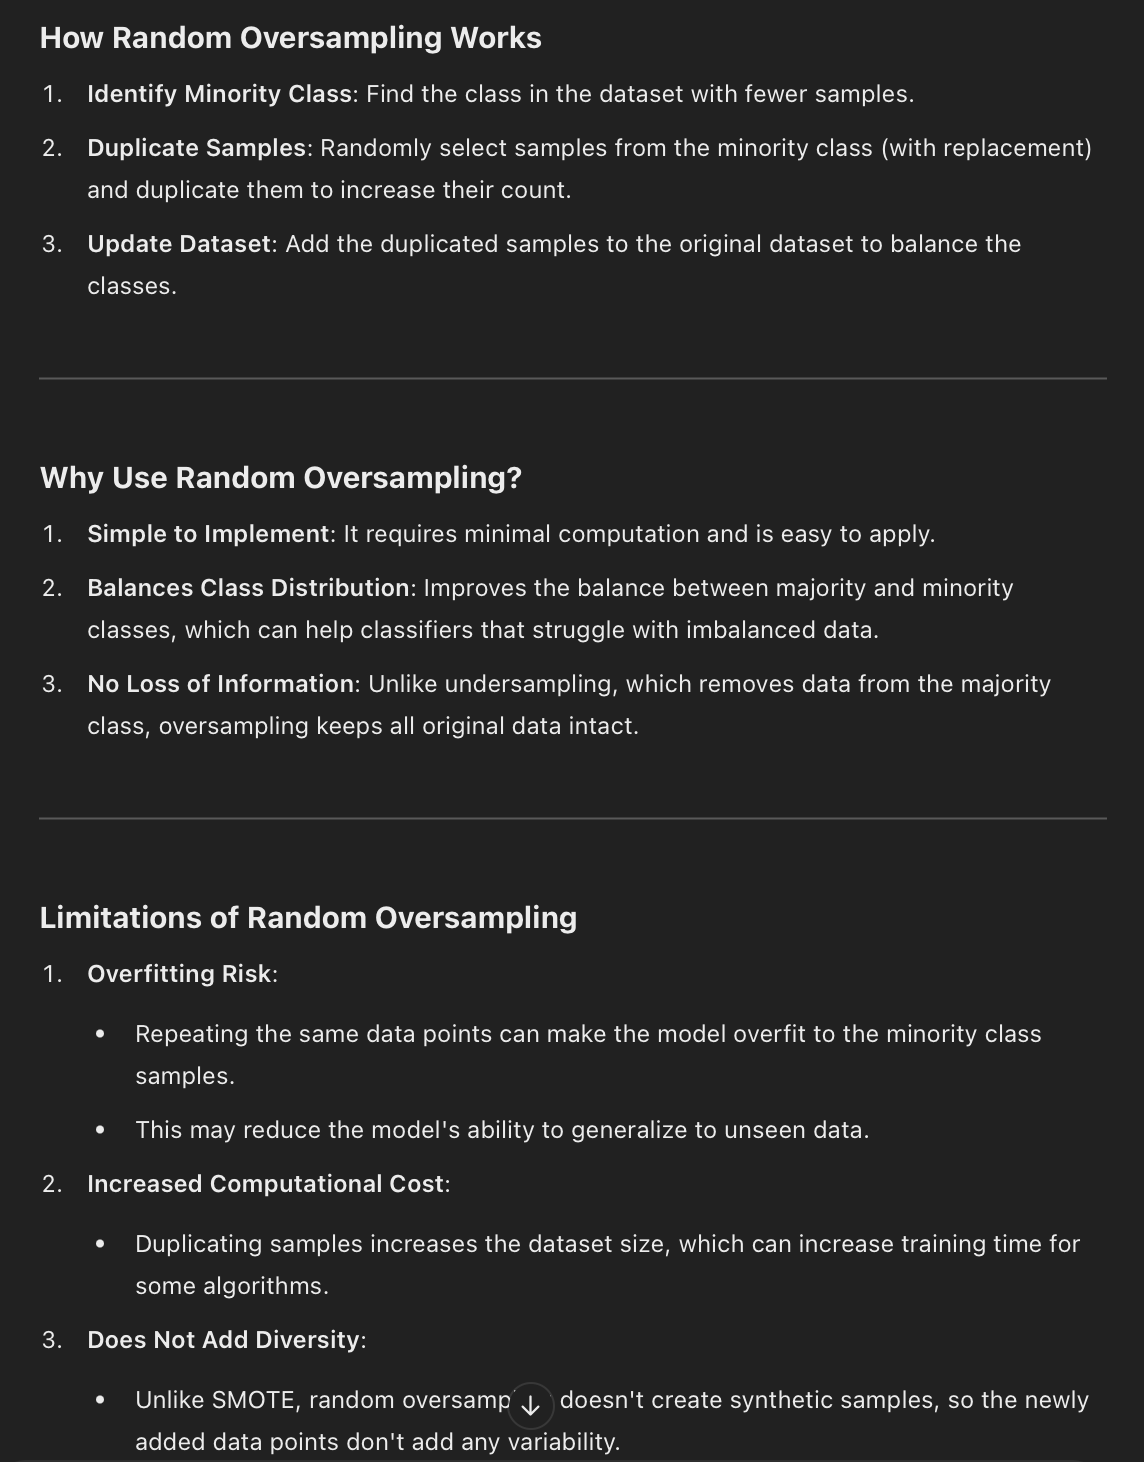 How Random Oversampling Works
1. Identify Minority Class: Find the class in the dataset with fewer samples.
2. Duplicate Samples: Randomly select samples from the minority class (with replacement)
and duplicate them to increase their count.
3. Update Dataset: Add the duplicated samples to the original dataset to balance the
classes.
Why Use Random Oversampling?
1. Simple to Implement: It requires minimal computation and is easy to apply.
2. Balances Class Distribution: Improves the balance between majority and minority
classes, which can help classifiers that struggle with imbalanced data.
3. No Loss of Information: Unlike undersampling, which removes data from the majority
class, oversampling keeps all original data intact.
Limitations of Random Oversampling
1. Overfitting Risk:
• Repeating the same data points can make the model overfit to the minority class
samples.
• This may reduce the model's ability to generalize to unseen data.
2. Increased Computational Cost:
• Duplicating samples increases the dataset size, which can increase training time for
some algorithms.
3. Does Not Add Diversity:
• Unlike SMOTE, random oversamp doesn't create synthetic samples, so the newly
added data points don't add any variability.